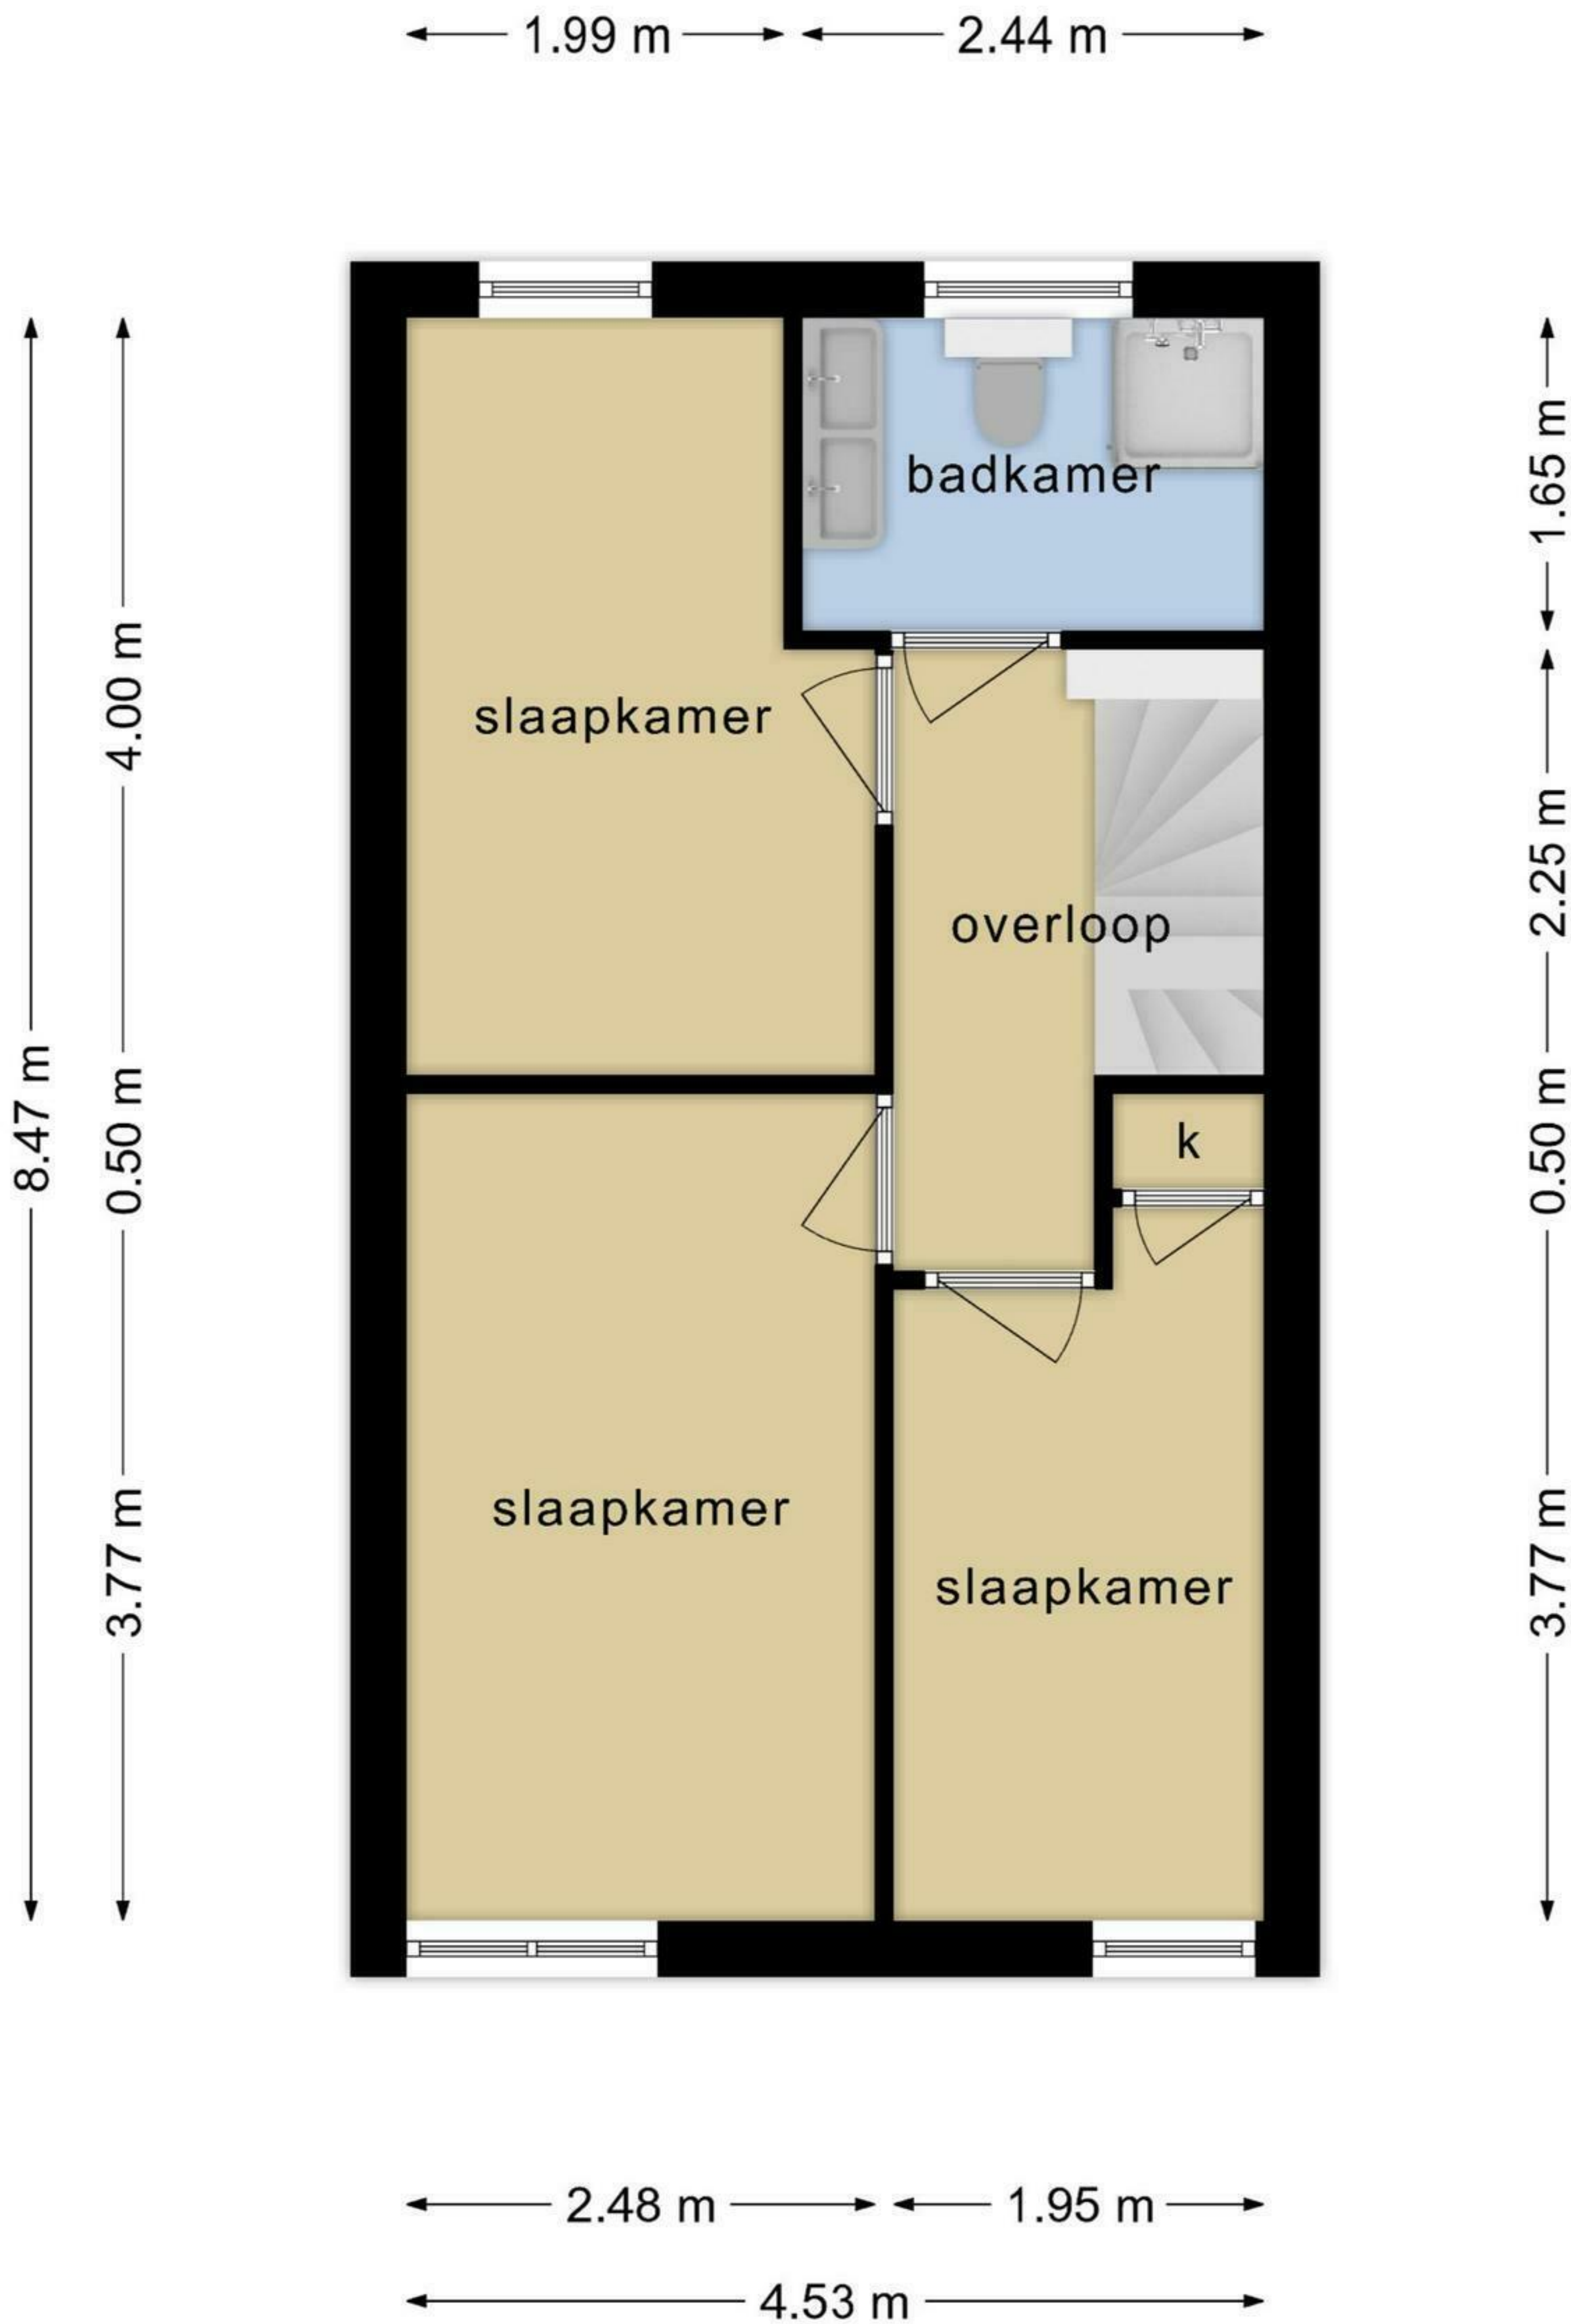 1.99 m
2.44 m
badkamer
slaapkamer
overloop
k
slaapkamer
slaapkamer
8.47 m
4.00 m
0.50 m
3.77 m
1.65 m
2.25 m
0.50 m
3.77 m
2.48 m
1.95 m
4.53 m